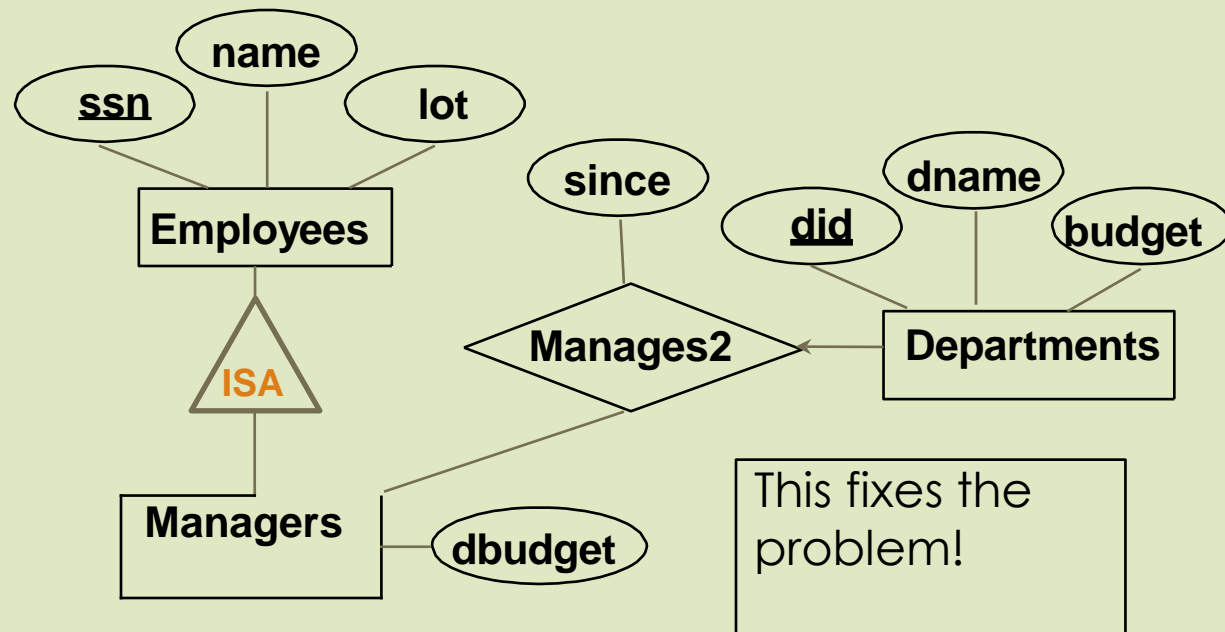 name
ssn
lot
Employees
ISA
Managers
dbudget
since
Manages2
dname
did
budget
Departments
This fixes the
problem!